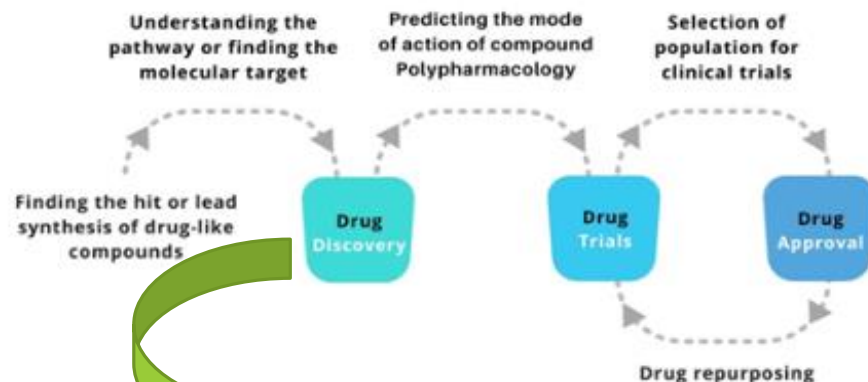 Understanding the
pathway or finding the
molecular target
Predicting the mode
of action of compound
Polypharmacology
Selection of
population for
clinical trials
Finding the hit or lead
synthesis of drug-like
compounds
Drug
Discovery
Drug
Trials
Drug
Approval
Drug repurposing